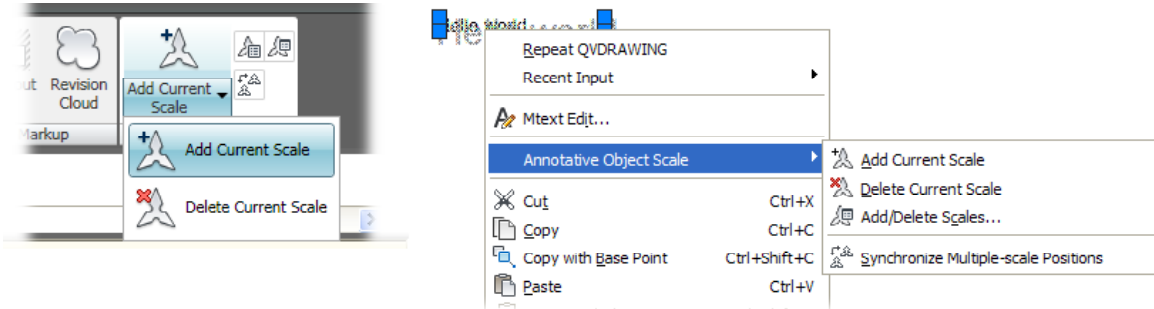 Revision
Cloud
Add Current
Scale
Add Current Scale
Delete Current Scale
Hello World
Repeat QVDRAWING
Recent Input
Mtext Edit...
Annotative Object Scale
Cut Ctrl+X
Copy Ctrl+C
Copy with Base Point Ctrl+Shift+C
Paste Ctrl+V
Add Current Scale
Delete Current Scale
Add/Delete Scales...
Synchronize Multiple-scale Positions